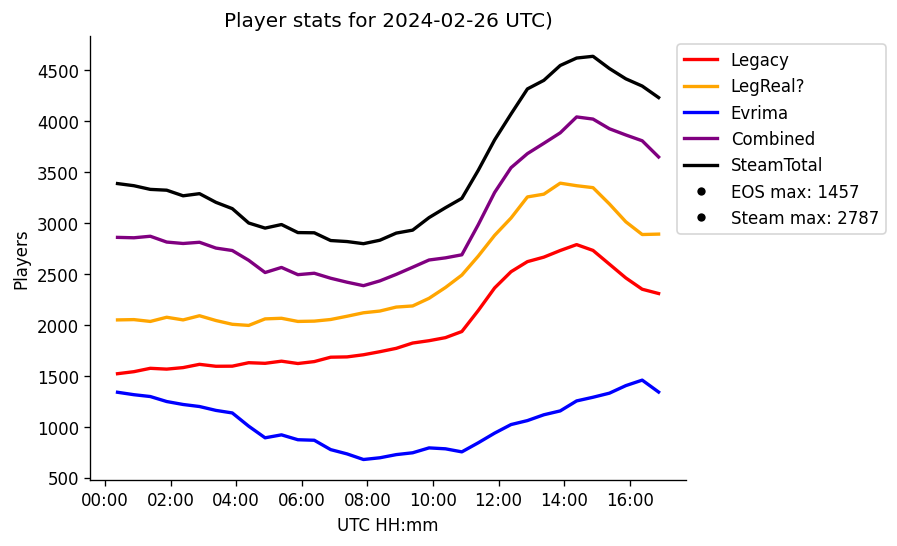 Player stats for 2024-02-26 UTC)
Legacy
LegReal?
Evrima
Combined
SteamTotal
EOS max: 1457
Steam max: 2787
Players
4500
4000
3500
3000
2500
2000
1500
1000
500
00:00 02:00 04:00 06:00 08:00 10:00 12:00 14:00 16:00
UTC HH:mm